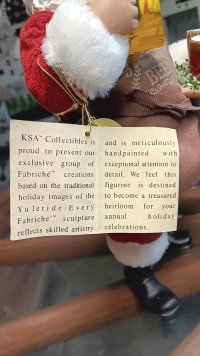 KSA™ Collectibles is
proud to present our
exclusive group of
Fabriché™ creations
based on the traditional
holiday images of the
Yuletide. Every
Fabriché™ sculpture
reflects skilled artistry
and is meticulously
handpainted with
exceptional attention to
detail. We feel this
figurine is destined
to become a treasured
heirloom for your
annual holiday
celebrations.